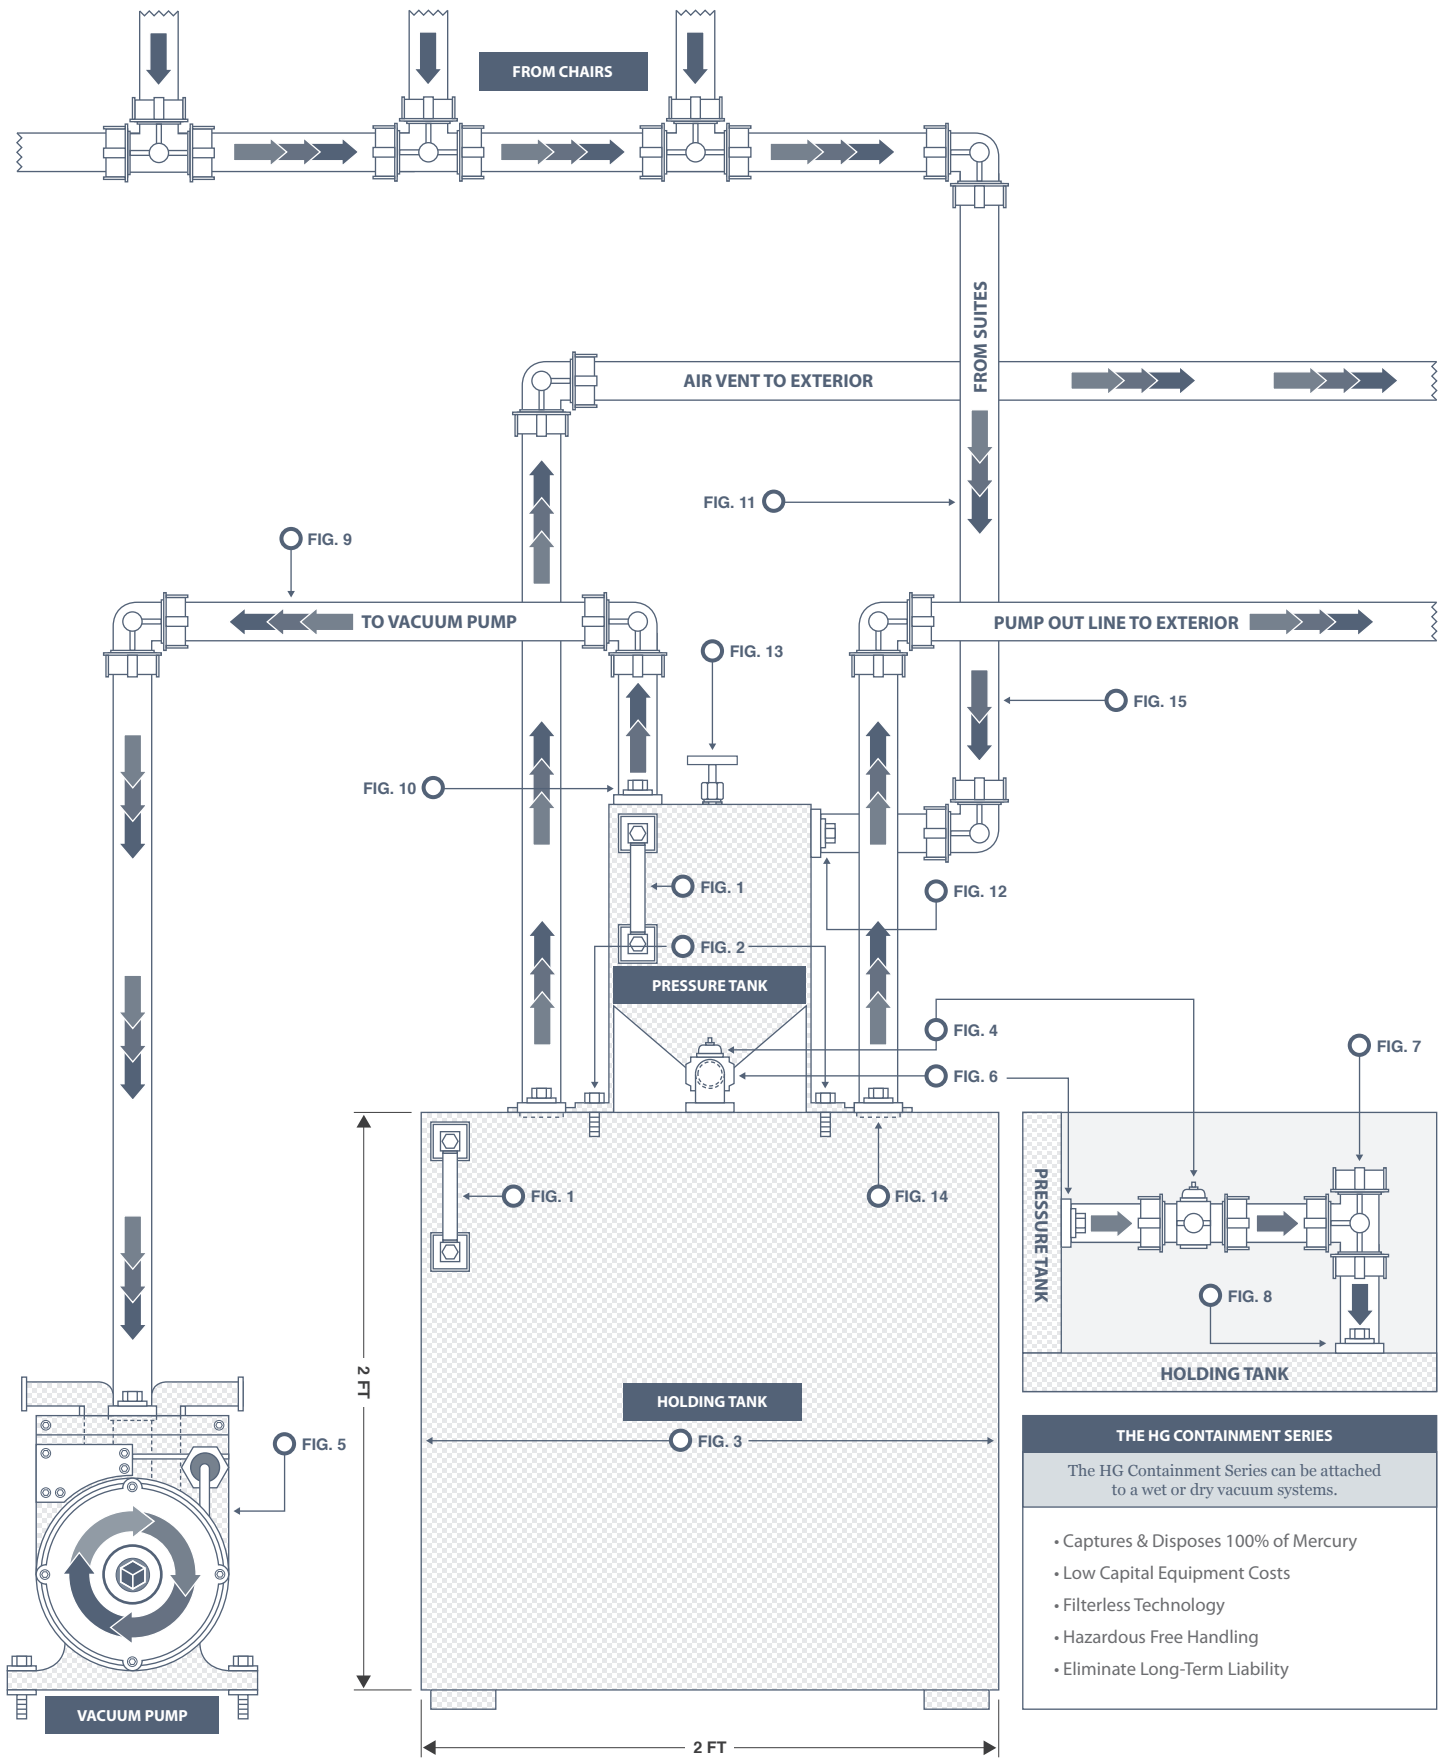 FROM CHAIRS
FROM SUITES
AIR VENT TO EXTERIOR
FIG. 11
FIG. 9
TO VACUUM PUMP
PUMP OUT LINE TO EXTERIOR
FIG. 13
FIG. 15
FIG. 10
FIG. 1
FIG. 12
FIG. 2
PRESSURE TANK
FIG. 4
FIG. 7
FIG. 6
FIG. 1
FIG. 14
PRESSURE TANK
FIG. 8
HOLDING TANK
2 FT
HOLDING TANK
FIG. 3
FIG. 5
THE HG CONTAINMENT SERIES
The HG Containment Series can be attached
to a wet or dry vacuum systems.
• Captures & Disposes 100% of Mercury
• Low Capital Equipment Costs
• Filterless Technology
• Hazardous Free Handling
• Eliminate Long-Term Liability
VACUUM PUMP
2 FT